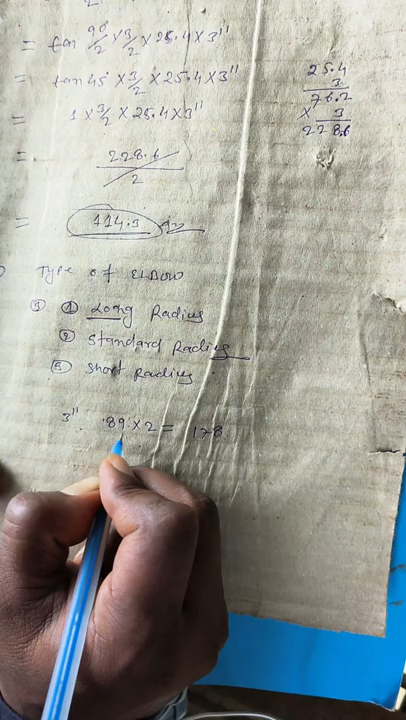 = tan 90°/2 × 3/2 × 25.4 × 3"
= tan 45° × 3/2 × 25.4 × 3"
= 1 × 3/2 × 25.4 × 3"
= 228.6/2
= 114.3
25.4
3
76.2
× 3
228.6
Type of Elbow
① Long Radius
② Standard Radius
③ Short Radius
3" 89 × 2 = 178